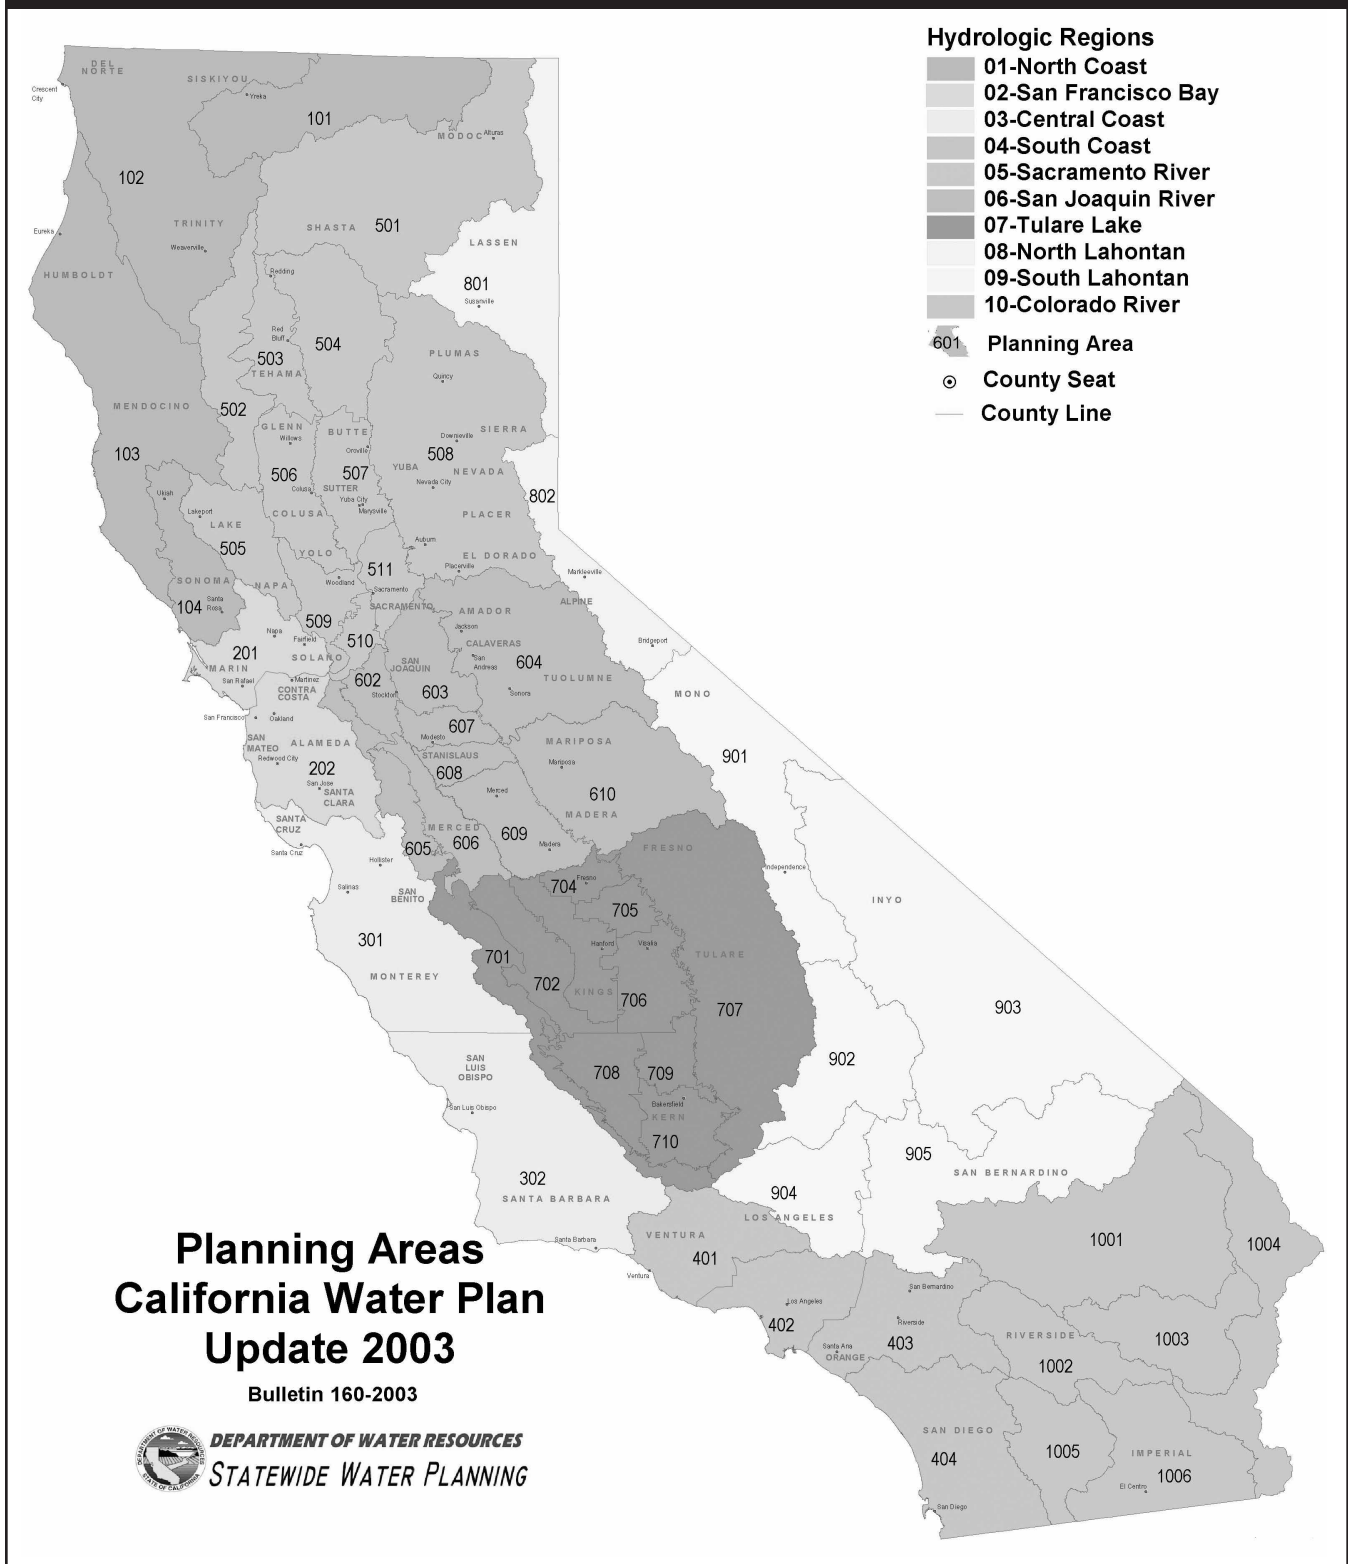 Hydrologic Regions
01-North Coast
02-San Francisco Bay
03-Central Coast
04-South Coast
05-Sacramento River
06-San Joaquin River
07-Tulare Lake
08-North Lahontan
09-South Lahontan
10-Colorado River
601 Planning Area
County Seat
County Line
DEL
NORTE
SISKIYOU
Crescent
City
Yreka
101
MODOC
Alturas
102
TRINITY
SHASTA
501
Eureka
Weaverville
LASSEN
HUMBOLDT
Redding
801
Susanville
Red
Bluff
503
504
TEHAMA
PLUMAS
Quincy
MENDOCINO
502
GLENN
Willows
BUTTE
Oroville
Downieville
SIERRA
103
508
506
507
YUBA
NEVADA
Nevada City
Ukiah
Colusa
SUTTER
Yuba City
Marysville
802
Lakeport
LAKE
COLUSA
PLACER
505
YOLO
Auburn
EL DORADO
Placerville
511
Markleeville
SONOMA
NAPA
Woodland
Sacramento
ALPINE
104
Santa
Rosa
SACRAMENTO
AMADOR
509
Jackson
Napa
Fairfield
510
CALAVERAS
Bridgeport
201
SOLANO
SAN
JOAQUIN
San
Andreas
604
MARIN
San Rafael
Martinez
602
TUOLUMNE
CONTRA
COSTA
Stockton
603
Sonora
MONO
San Francisco
Oakland
607
SAN
MATEO
ALAMEDA
Modesto
MARIPOSA
Redwood City
STANISLAUS
Mariposa
901
202
608
San Jose
SANTA
CLARA
Merced
610
SANTA
CRUZ
MERCED
MADERA
609
605
606
Madera
Santa Cruz
FRESNO
Hollister
Independence
Salinas
SAN
BENITO
704
Fresno
INYO
705
301
Hanford
Visalia
TULARE
701
MONTEREY
702
KINGS
706
707
903
902
SAN
LUIS
OBISPO
708
709
San Luis Obispo
Bakersfield
KERN
710
905
SAN BERNARDINO
302
SANTA BARBARA
904
LOS ANGELES
Santa Barbara
VENTURA
401
1001
1004
Ventura
San Bernardino
Los Angeles
402
Riverside
403
Santa Ana
ORANGE
RIVERSIDE
1002
1003
SAN DIEGO
404
1005
IMPERIAL
1006
El Centro
San Diego
Planning Areas
California Water Plan
Update 2003
Bulletin 160-2003
DEPARTMENT OF WATER RESOURCES
STATE OF CALIFORNIA
DEPARTMENT OF WATER RESOURCES
STATEWIDE WATER PLANNING